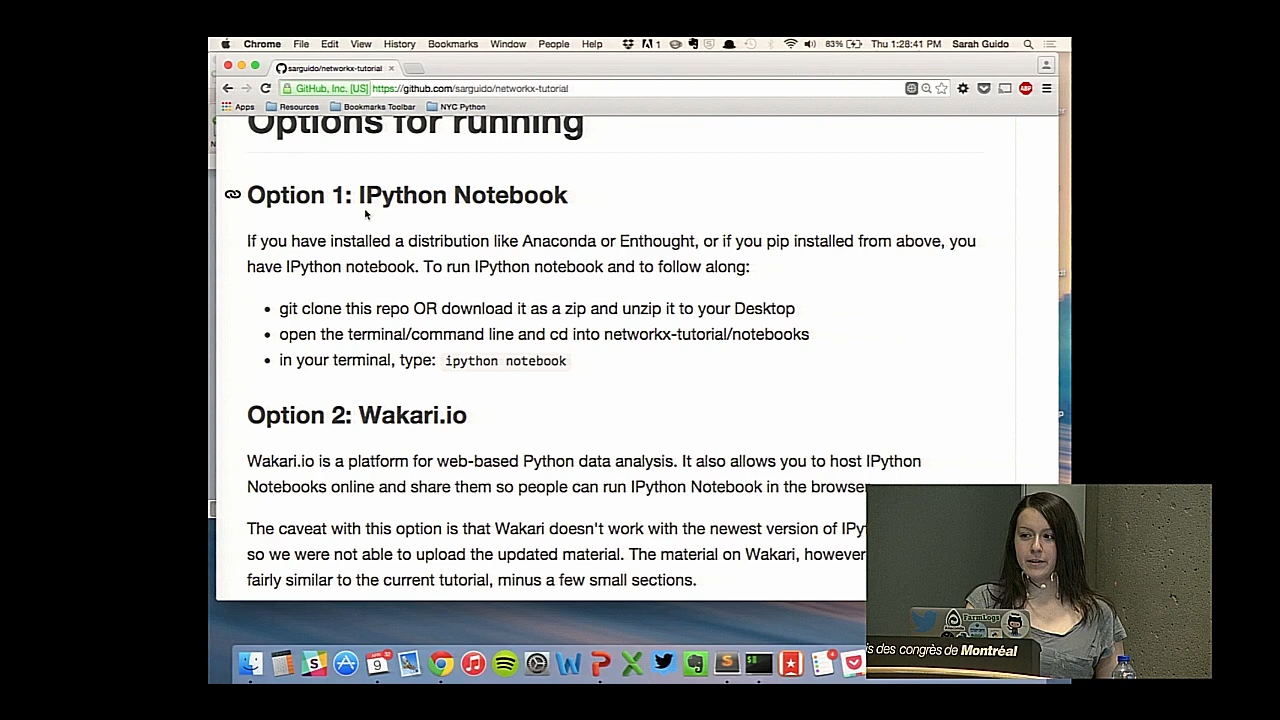 Chrome File Edit View History Bookmarks Window People Help 1 83% Thu 1:28:41 PM Sarah Guido
sarguido/networkx-tutorial
GitHub, Inc. [US] https://github.com/sarguido/networkx-tutorial
Apps Resources Bookmarks Toolbar NYC Python
Options for running
Option 1: IPython Notebook
If you have installed a distribution like Anaconda or Enthought, or if you pip installed from above, you
have IPython notebook. To run IPython notebook and to follow along:
• git clone this repo OR download it as a zip and unzip it to your Desktop
• open the terminal/command line and cd into networkx-tutorial/notebooks
• in your terminal, type: ipython notebook
Option 2: Wakari.io
Wakari.io is a platform for web-based Python data analysis. It also allows you to host IPython
Notebooks online and share them so people can run IPython Notebook in the browser
The caveat with this option is that Wakari doesn't work with the newest version of IPy
so we were not able to upload the updated material. The material on Wakari, however
fairly similar to the current tutorial, minus a few small sections.
FarmLogs
is des congrès de Montréal
9
4